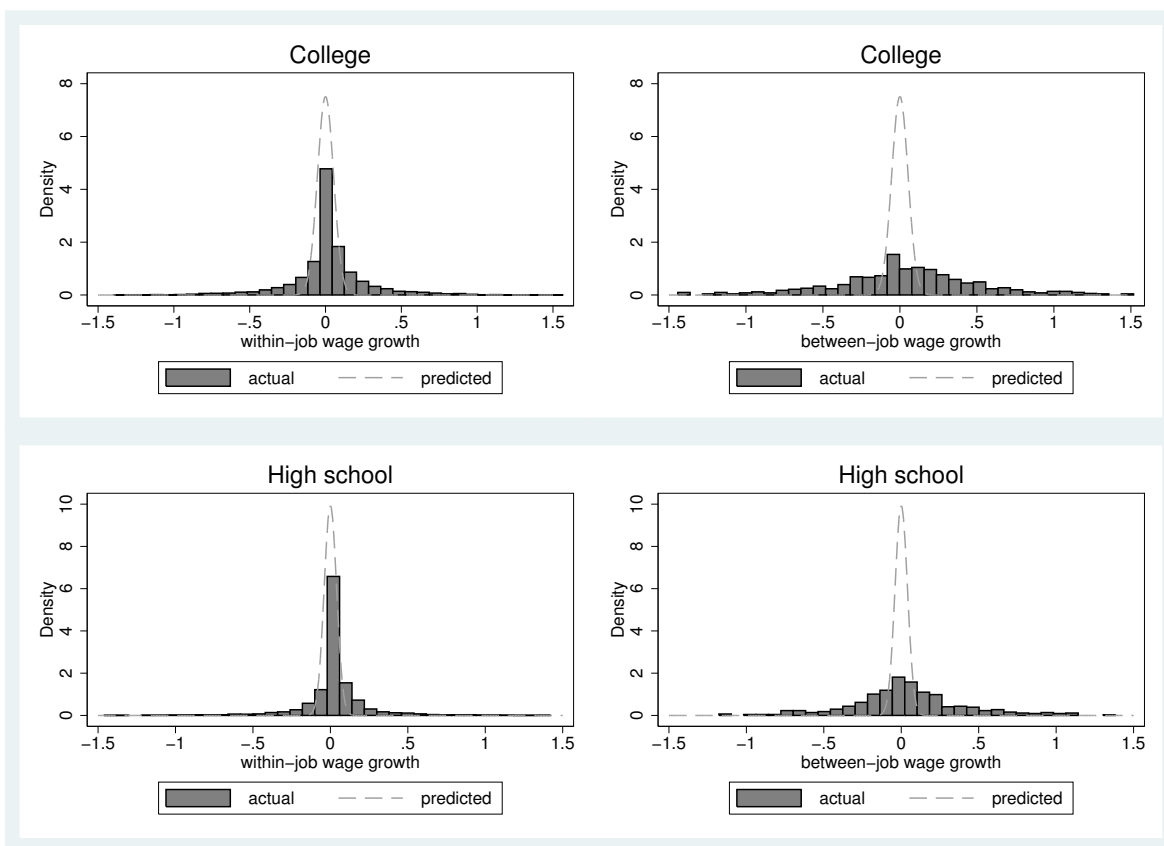 College
8
6
4
2
0
Density
−1.5 −1 −.5 0 .5 1 1.5
within−job wage growth
actual predicted
College
8
6
4
2
0
Density
−1.5 −1 −.5 0 .5 1 1.5
between−job wage growth
actual predicted
High school
10
8
6
4
2
0
Density
−1.5 −1 −.5 0 .5 1 1.5
within−job wage growth
actual predicted
High school
10
8
6
4
2
0
Density
−1.5 −1 −.5 0 .5 1 1.5
between−job wage growth
actual predicted